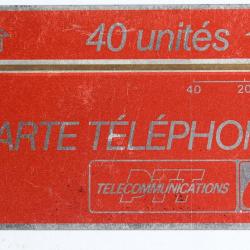 40 unités
40 20
ARTE TÉLÉPHON
PTT
TELECOMMUNICATIONS